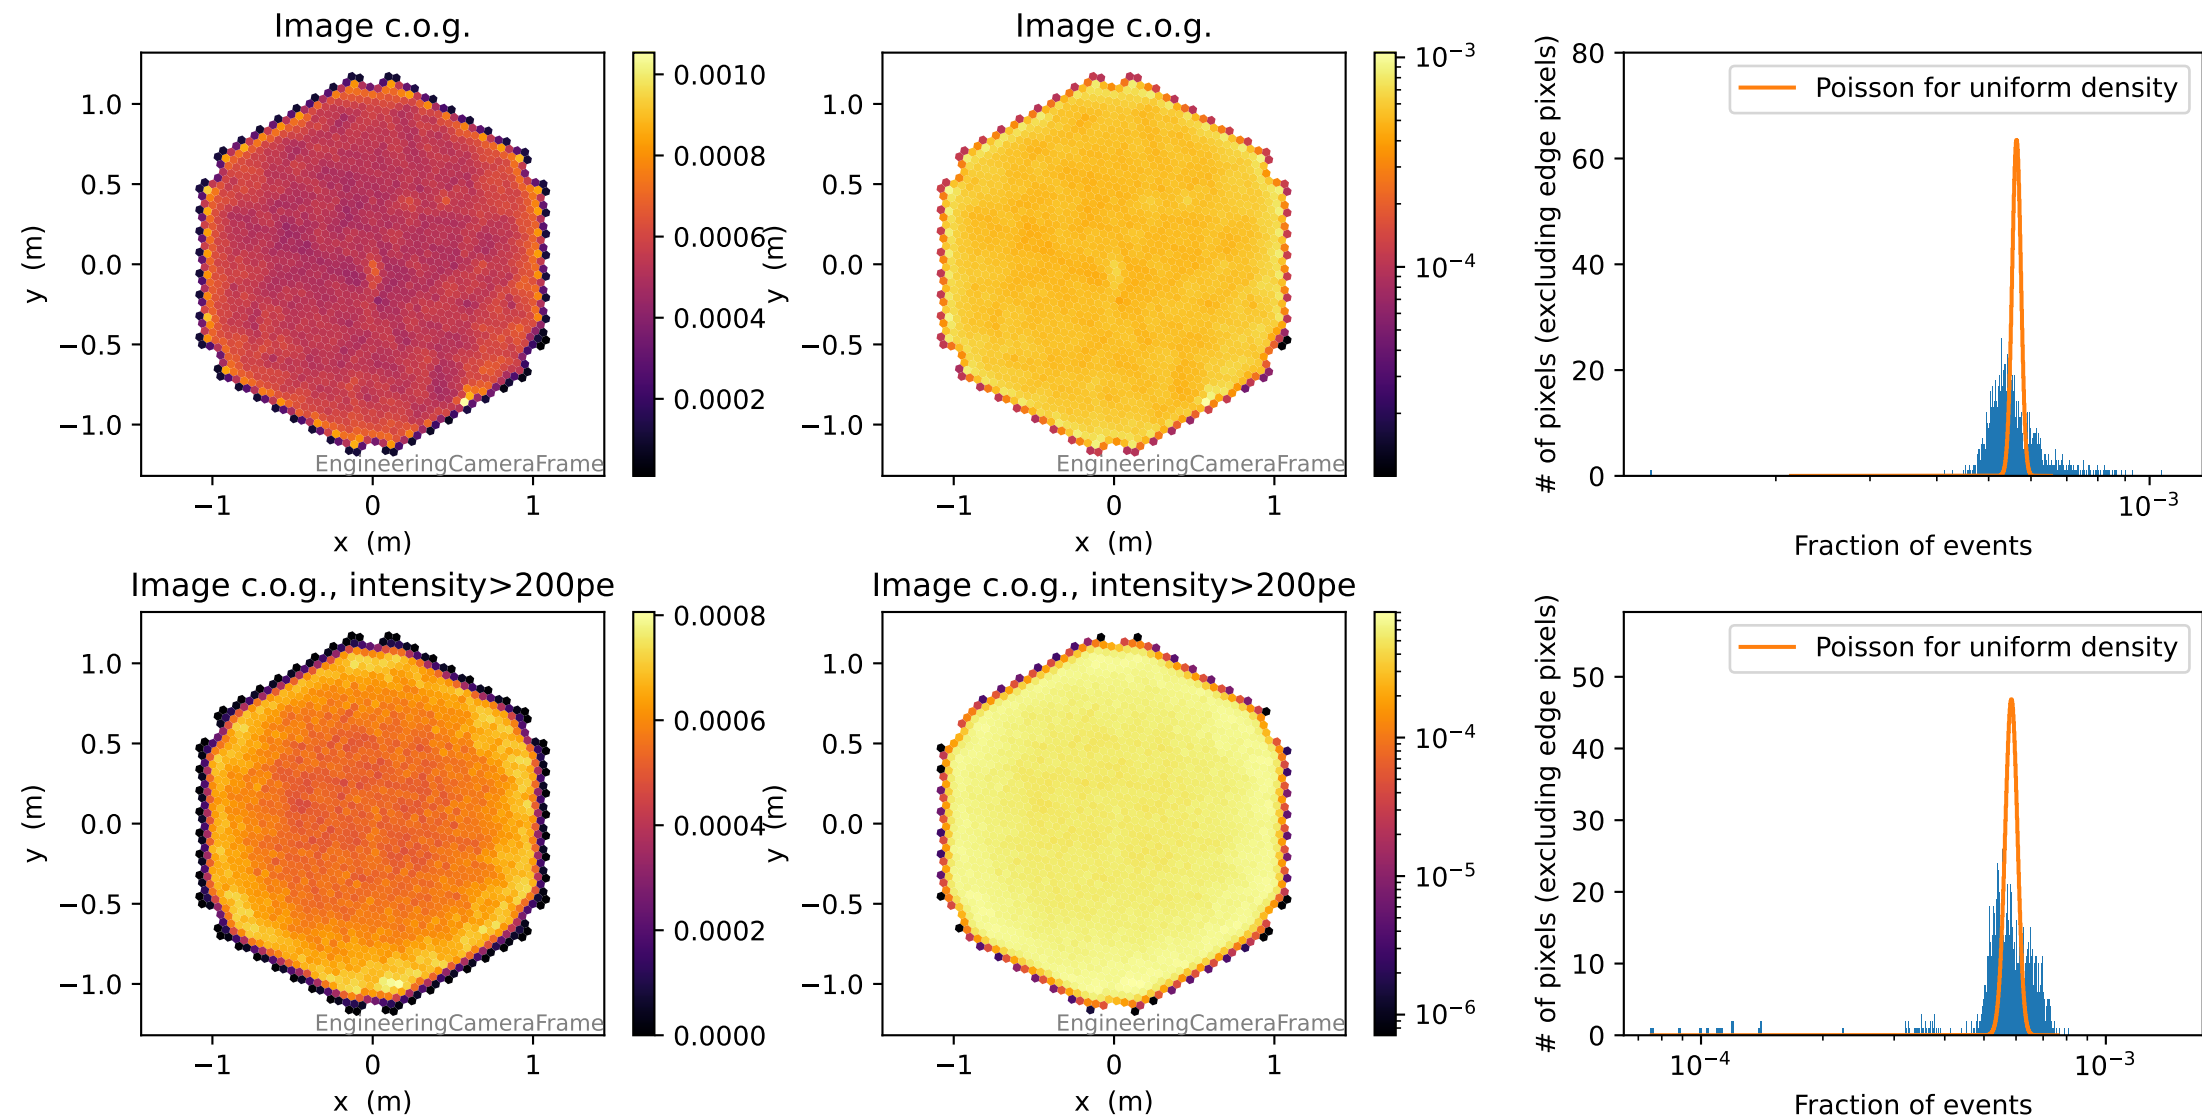 Image c.o.g.
1.0
0.5
0.0
−0.5
−1.0
y (m)
−1 0 1
x (m)
EngineeringCameraFrame
0.0010
0.0008
0.0006
0.0004
0.0002
Image c.o.g.
1.0
0.5
0.0
−0.5
−1.0
y (m)
−1 0 1
x (m)
EngineeringCameraFrame
10−3
10−4
80
60
40
20
0
# of pixels (excluding edge pixels)
Poisson for uniform density
10−3
Fraction of events
Image c.o.g., intensity>200pe
1.0
0.5
0.0
−0.5
−1.0
y (m)
−1 0 1
x (m)
EngineeringCameraFrame
0.0008
0.0006
0.0004
0.0002
0.0000
Image c.o.g., intensity>200pe
1.0
0.5
0.0
−0.5
−1.0
y (m)
−1 0 1
x (m)
EngineeringCameraFrame
10−4
10−5
10−6
50
40
30
20
10
0
# of pixels (excluding edge pixels)
Poisson for uniform density
10−4 10−3
Fraction of events